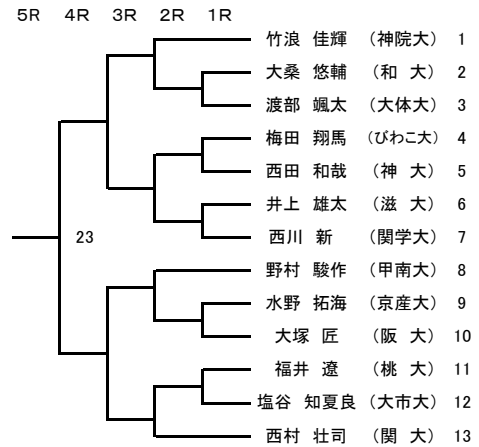 5R 4R 3R 2R 1R
竹浪 佳輝 （神院大） 1
大桑 悠輔 （和 大） 2
渡部 颯太 （大体大） 3
梅田 翔馬 （びわこ大） 4
西田 和哉 （神 大） 5
井上 雄太 （滋 大） 6
西川 新 （関学大） 7
23
野村 駿作 （甲南大） 8
水野 拓海 （京産大） 9
大塚 匠 （阪 大） 10
福井 遼 （桃 大） 11
塩谷 知夏良 （大市大） 12
西村 壮司 （関 大） 13